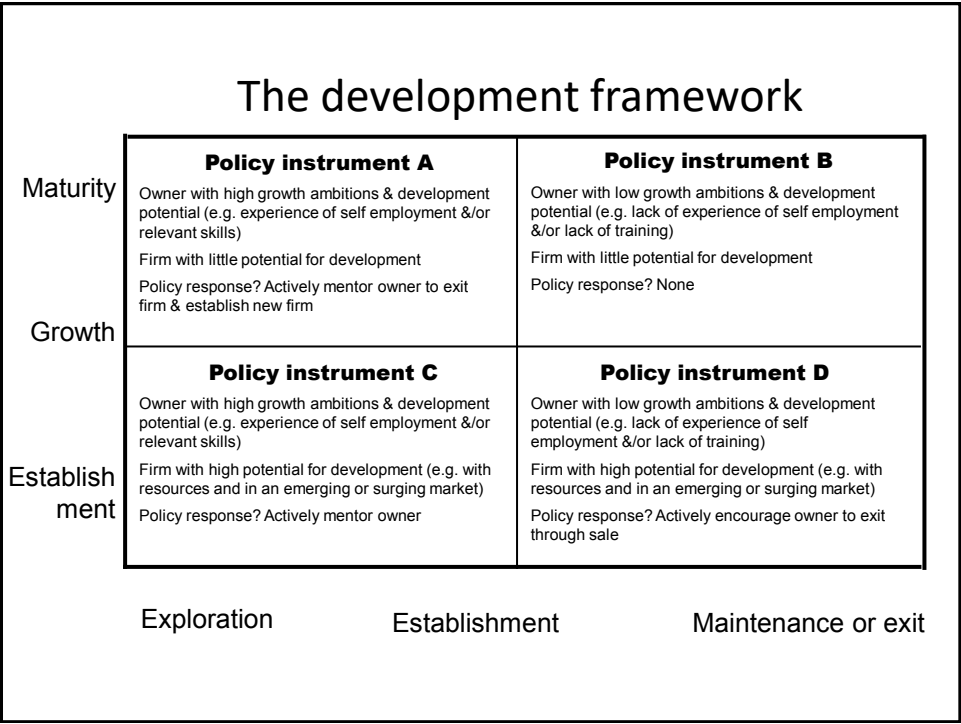 The development framework
Maturity
Growth
Establish
ment
Policy instrument A
Owner with high growth ambitions & development
potential (e.g. experience of self employment &/or
relevant skills)
Firm with little potential for development
Policy response? Actively mentor owner to exit
firm & establish new firm
Policy instrument B
Owner with low growth ambitions & development
potential (e.g. lack of experience of self employment
&/or lack of training)
Firm with little potential for development
Policy response? None
Policy instrument C
Owner with high growth ambitions & development
potential (e.g. experience of self employment &/or
relevant skills)
Firm with high potential for development (e.g. with
resources and in an emerging or surging market)
Policy response? Actively mentor owner
Policy instrument D
Owner with low growth ambitions & development
potential (e.g. lack of experience of self
employment &/or lack of training)
Firm with high potential for development (e.g. with
resources and in an emerging or surging market)
Policy response? Actively encourage owner to exit
through sale
Exploration
Establishment
Maintenance or exit